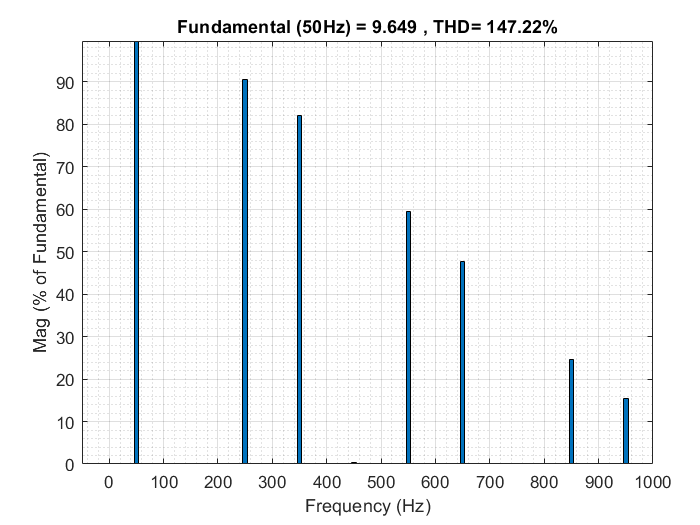 Fundamental (50Hz) = 9.649 , THD= 147.22%
Mag (% of Fundamental)
90
80
70
60
50
40
30
20
10
0
0 100 200 300 400 500 600 700 800 900 1000
Frequency (Hz)